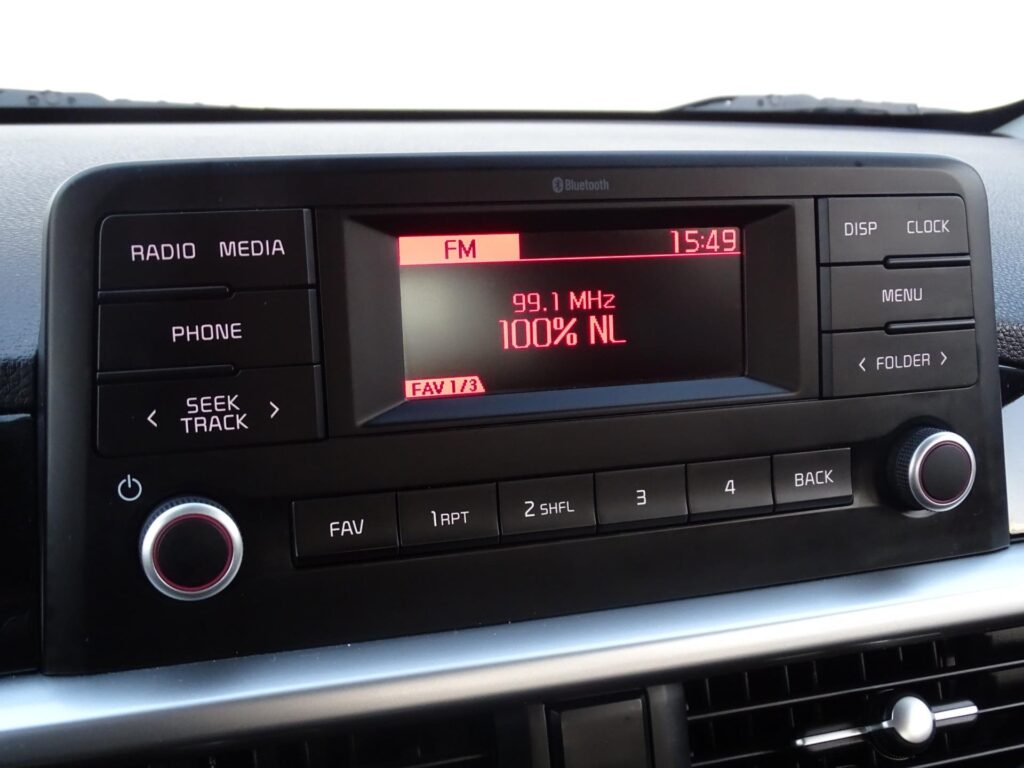 Bluetooth
RADIO MEDIA
PHONE
< SEEK TRACK >
FM 15:49
99.1 MHz
100% NL
FAV 1/3
DISP CLOCK
MENU
< FOLDER >
FAV 1 RPT 2 SHFL 3 4 BACK